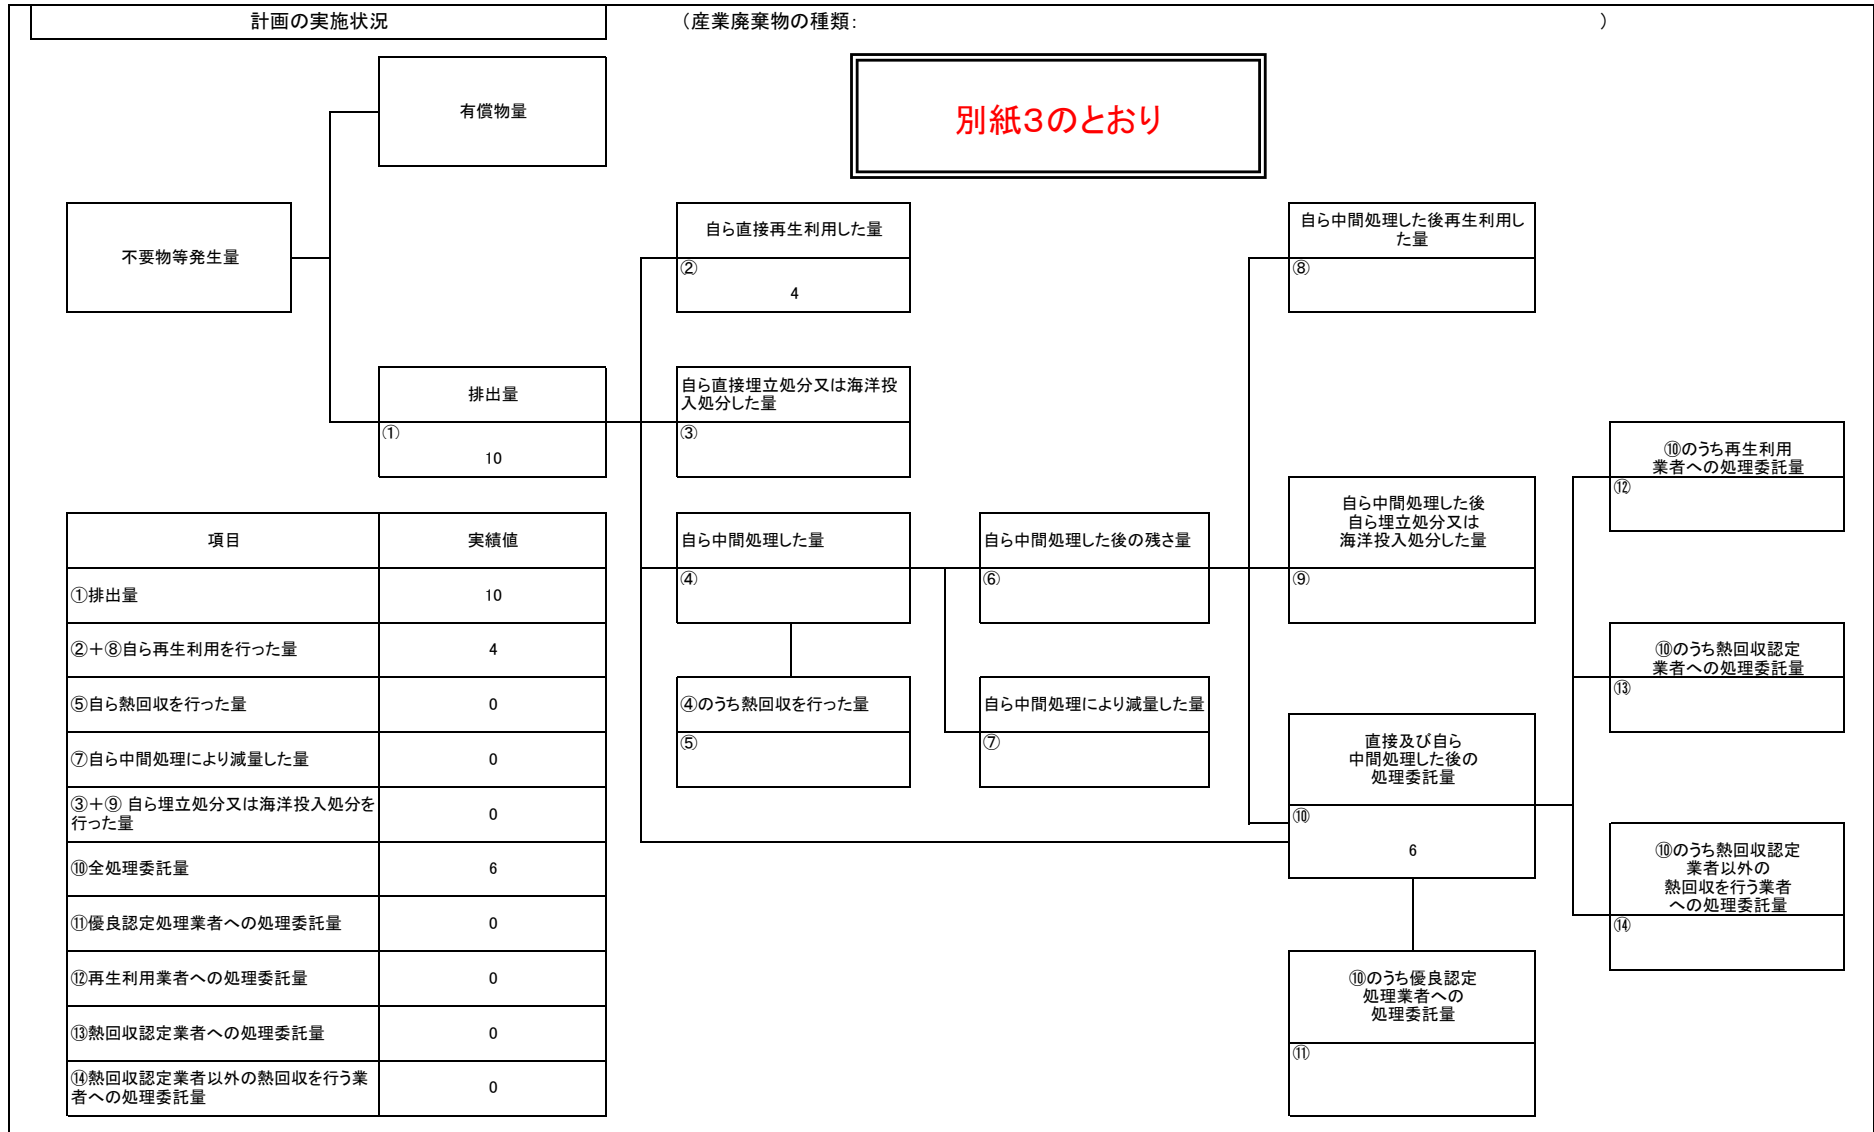 計画の実施状況
（産業廃棄物の種類：　）
有償物量
別紙３のとおり
不要物等発生量
自ら直接再生利用した量
②
4
自ら中間処理した後再生利用し
た量
⑧
排出量
①
10
自ら直接埋立処分又は海洋投
入処分した量
③
⑩のうち再生利用
業者への処理委託量
⑫
自ら中間処理した量
④
自ら中間処理した後の残さ量
⑥
自ら中間処理した後
自ら埋立処分又は
海洋投入処分した量
⑨
⑩のうち熱回収認定
業者への処理委託量
⑬
④のうち熱回収を行った量
⑤
自ら中間処理により減量した量
⑦
直接及び自ら
中間処理した後の
処理委託量
⑩
6
⑩のうち熱回収認定
業者以外の
熱回収を行う業者
への処理委託量
⑭
⑩のうち優良認定
処理業者への
処理委託量
⑪
項目 実績値
①排出量 10
②＋⑧自ら再生利用を行った量 4
⑤自ら熱回収を行った量 0
⑦自ら中間処理により減量した量 0
③＋⑨ 自ら埋立処分又は海洋投入処分を
行った量 0
⑩全処理委託量 6
⑪優良認定処理業者への処理委託量 0
⑫再生利用業者への処理委託量 0
⑬熱回収認定業者への処理委託量 0
⑭熱回収認定業者以外の熱回収を行う業
者への処理委託量 0